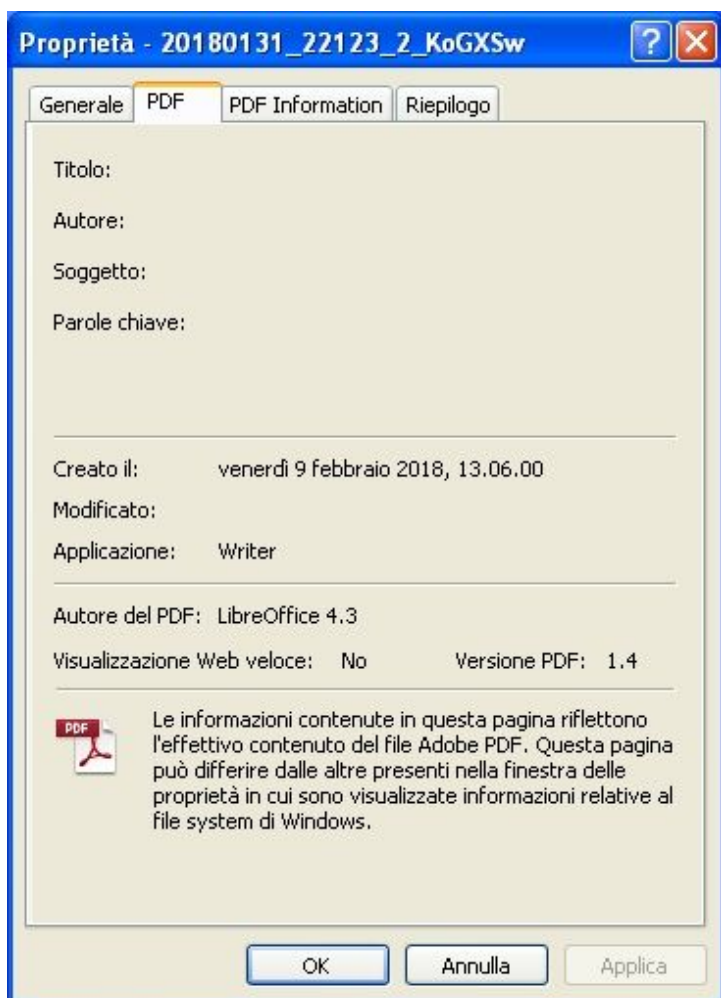 Proprietà - 20180131_22123_2_KoGXSw
Generale PDF PDF Information Riepilogo
Titolo:
Autore:
Soggetto:
Parole chiave:
Creato il: venerdì 9 febbraio 2018, 13.06.00
Modificato:
Applicazione: Writer
Autore del PDF: LibreOffice 4.3
Visualizzazione Web veloce: No Versione PDF: 1.4
PDF
Le informazioni contenute in questa pagina riflettono
l'effettivo contenuto del file Adobe PDF. Questa pagina
può differire dalle altre presenti nella finestra delle
proprietà in cui sono visualizzate informazioni relative al
file system di Windows.
OK Annulla Applica